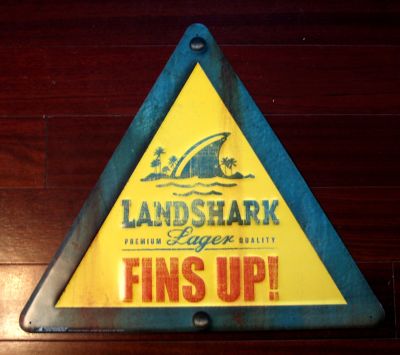 LANDSHARK
PREMIUM Lager QUALITY
FINS UP!